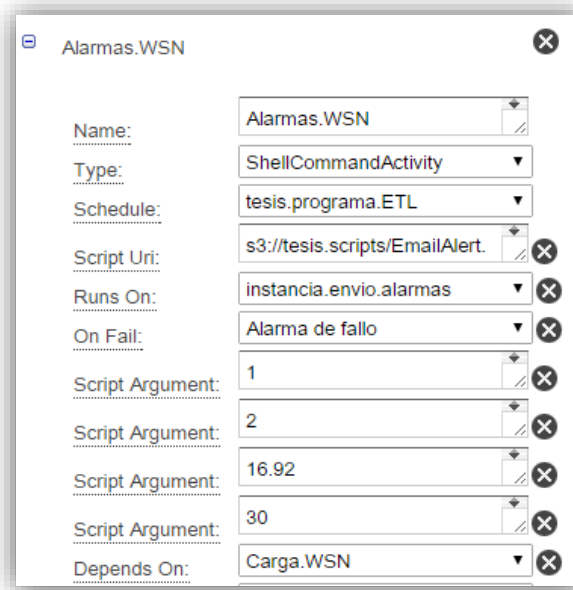 Alarmas.WSN
Name: Alarmas.WSN
Type: ShellCommandActivity
Schedule: tesis.programa.ETL
Script Uri: s3://tesis.scripts/EmailAlert.
Runs On: instancia.envio.alarmas
On Fail: Alarma de fallo
Script Argument: 1
Script Argument: 2
Script Argument: 16.92
Script Argument: 30
Depends On: Carga.WSN